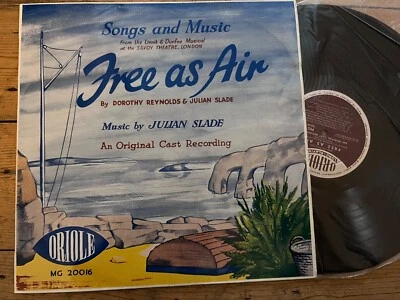 Songs and Music
From the Linnit & Dunfee Musical
at the SAVOY THEATRE, LONDON
Free as Air
By DOROTHY REYNOLDS & JULIAN SLADE
Music by JULIAN SLADE
An Original Cast Recording
ORIOLE
MG 20016
ORIOLE